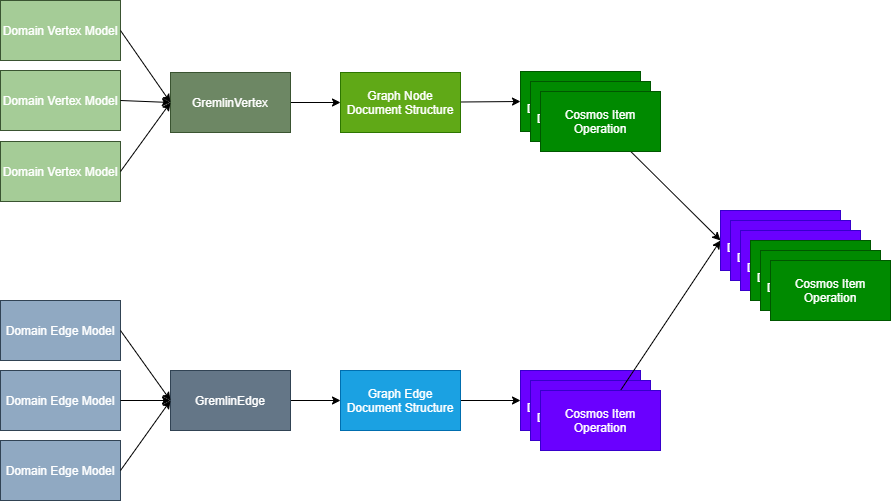 Domain Vertex Model
Domain Vertex Model
Domain Vertex Model
GremlinVertex
Graph Node
Document Structure
Cosmos Item
Operation
Cosmos Item
Operation
Domain Edge Model
Domain Edge Model
Domain Edge Model
GremlinEdge
Graph Edge
Document Structure
Cosmos Item
Operation